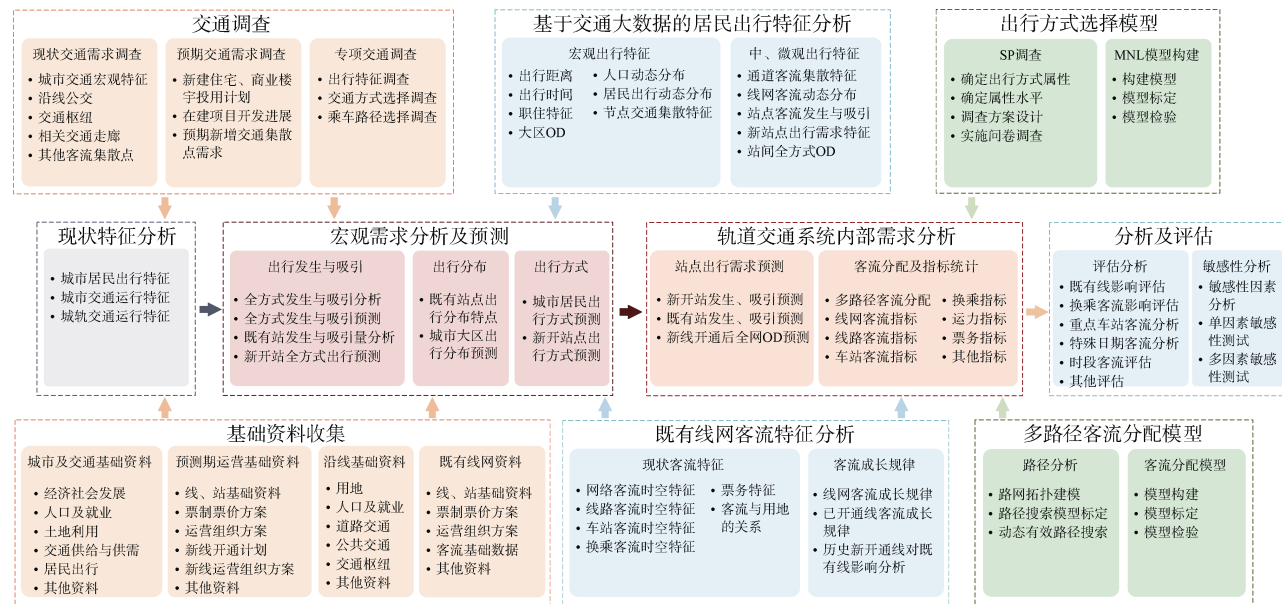 交通调查
现状交通需求调查
• 城市交通宏观特征
• 沿线公交
• 交通枢纽
• 相关交通走廊
• 其他客流集散点
预期交通需求调查
• 新建住宅、商业楼
宇投用计划
• 在建项目开发进展
• 预期新增交通集散
点需求
专项交通调查
• 出行特征调查
• 交通方式选择调查
• 乘车路径选择调查
基于交通大数据的居民出行特征分析
宏观出行特征
• 出行距离
• 出行时间
• 职住特征
• 大区OD
• 人口动态分布
• 居民出行动态分布
• 节点交通集散特征
中、微观出行特征
• 通道客流集散特征
• 线网客流动态分布
• 站点客流发生与吸引
• 新站点出行需求特征
• 站间全方式OD
出行方式选择模型
SP调查
• 确定出行方式属性
• 确定属性水平
• 调查方案设计
• 实施问卷调查
MNL模型构建
• 构建模型
• 模型标定
• 模型检验
现状特征分析
• 城市居民出行特征
• 城市交通运行特征
• 城轨交通运行特征
宏观需求分析及预测
出行发生与吸引
• 全方式发生与吸引分析
• 全方式发生与吸引预测
• 既有站发生与吸引量分析
• 新开站全方式出行预测
出行分布
• 既有站点出
行分布特点
• 城市大区出
行分布预测
出行方式
• 城市居民出
行方式预测
• 新开站点出
行方式预测
轨道交通系统内部需求分析
站点出行需求预测
• 新开站发生、吸引预测
• 既有站发生、吸引预测
• 新线开通后全网OD预测
客流分配及指标统计
• 多路径客流分配
• 线网客流指标
• 线路客流指标
• 车站客流指标
• 换乘指标
• 运力指标
• 票务指标
• 其他指标
分析及评估
评估分析
• 既有线影响评估
• 换乘客流影响评估
• 重点车站客流分析
• 特殊日期客流分析
• 时段客流评估
• 其他评估
敏感性分析
• 敏感性因素
分析
• 单因素敏感
性测试
• 多因素敏感
性测试
基础资料收集
城市及交通基础资料
• 经济社会发展
• 人口及就业
• 土地利用
• 交通供给与供需
• 居民出行
• 其他资料
预测期运营基础资料
• 线、站基础资料
• 票制票价方案
• 运营组织方案
• 新线开通计划
• 新线运营组织方案
• 其他资料
沿线基础资料
• 用地
• 人口及就业
• 道路交通
• 公共交通
• 交通枢纽
• 其他资料
既有线网资料
• 线、站基础资料
• 票制票价方案
• 运营组织方案
• 客流基础数据
• 其他资料
既有线网客流特征分析
现状客流特征
• 网络客流时空特征
• 线路客流时空特征
• 车站客流时空特征
• 换乘客流时空特征
• 票务特征
• 客流与用地
的关系
客流成长规律
• 线网客流成长规律
• 已开通线客流成长
规律
• 历史新开通线对既
有线影响分析
多路径客流分配模型
路径分析
• 路网拓扑建模
• 路径搜索模型标定
• 动态有效路径搜索
客流分配模型
• 模型构建
• 模型标定
• 模型检验